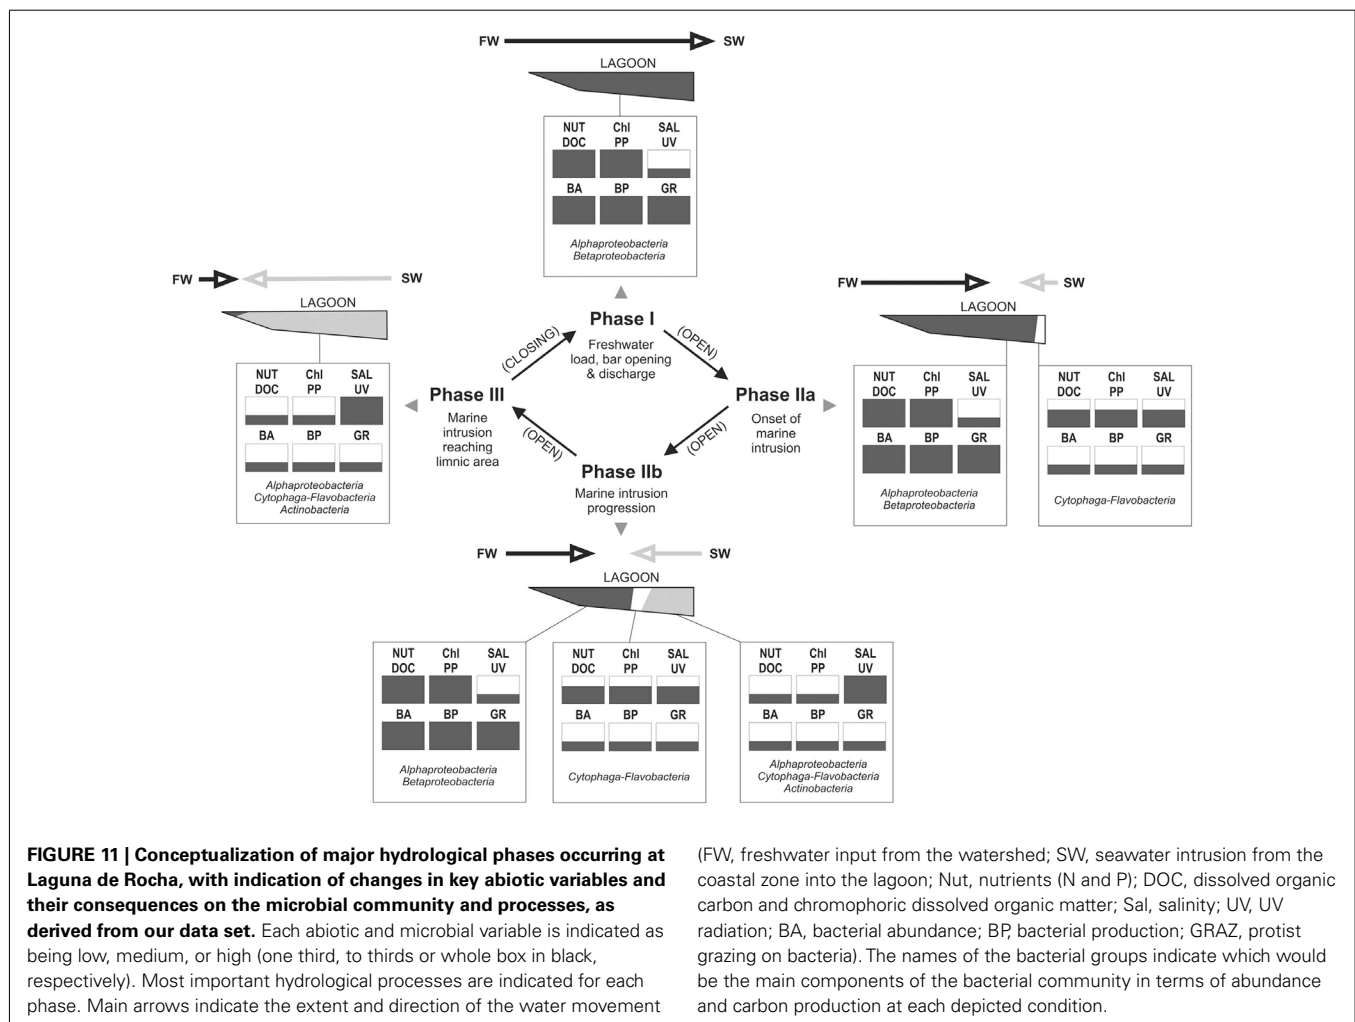 FW SW
LAGOON
NUT Chl SAL
DOC PP UV
BA BP GR
Alphaproteobacteria
Betaproteobacteria
FW SW
LAGOON
NUT Chl SAL
DOC PP UV
BA BP GR
Alphaproteobacteria
Cytophaga-Flavobacteria
Actinobacteria
Phase I
Freshwater
load, bar opening
& discharge
(CLOSING)
(OPEN)
Phase III
Marine
intrusion
reaching
limnic area
Phase IIa
Onset of
marine
intrusion
(OPEN)
(OPEN)
Phase IIb
Marine intrusion
progression
FW SW
LAGOON
NUT Chl SAL
DOC PP UV
BA BP GR
Alphaproteobacteria
Betaproteobacteria
NUT Chl SAL
DOC PP UV
BA BP GR
Cytophaga-Flavobacteria
FW SW
LAGOON
NUT Chl SAL
DOC PP UV
BA BP GR
Alphaproteobacteria
Betaproteobacteria
NUT Chl SAL
DOC PP UV
BA BP GR
Cytophaga-Flavobacteria
NUT Chl SAL
DOC PP UV
BA BP GR
Alphaproteobacteria
Cytophaga-Flavobacteria
Actinobacteria
FIGURE 11 | Conceptualization of major hydrological phases occurring at
Laguna de Rocha, with indication of changes in key abiotic variables and
their consequences on the microbial community and processes, as
derived from our data set. Each abiotic and microbial variable is indicated as
being low, medium, or high (one third, to thirds or whole box in black,
respectively). Most important hydrological processes are indicated for each
phase. Main arrows indicate the extent and direction of the water movement
(FW, freshwater input from the watershed; SW, seawater intrusion from the
coastal zone into the lagoon; Nut, nutrients (N and P); DOC, dissolved organic
carbon and chromophoric dissolved organic matter; Sal, salinity; UV, UV
radiation; BA, bacterial abundance; BP, bacterial production; GRAZ, protist
grazing on bacteria). The names of the bacterial groups indicate which would
be the main components of the bacterial community in terms of abundance
and carbon production at each depicted condition.